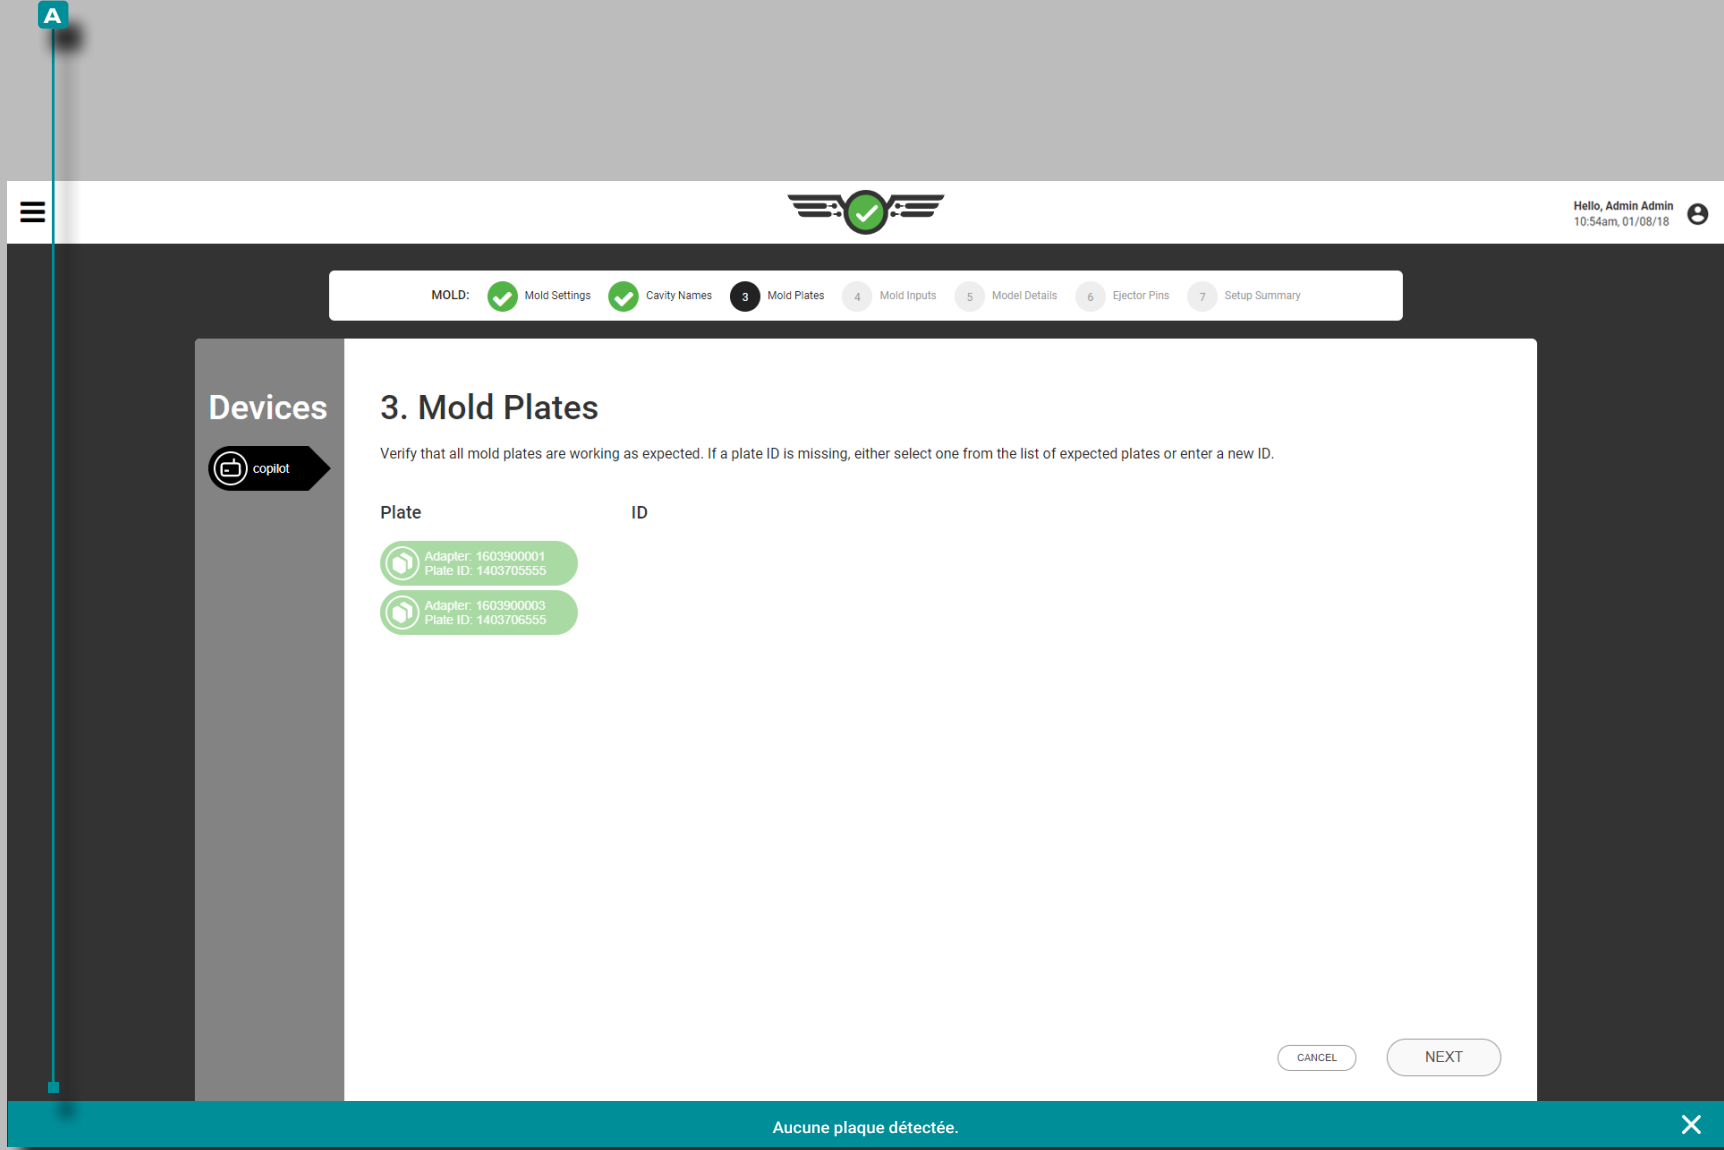 A
Hello, Admin Admin
10:54am, 01/08/18
MOLD: Mold Settings Cavity Names 3 Mold Plates 4 Mold Inputs 5 Model Details 6 Ejector Pins 7 Setup Summary
Devices
copilot
3. Mold Plates
Verify that all mold plates are working as expected. If a plate ID is missing, either select one from the list of expected plates or enter a new ID.
Plate ID
Adapter: 1603900001
Plate ID: 1403705555
Adapter: 1603900003
Plate ID: 1403706555
CANCEL NEXT
Aucune plaque détectée.